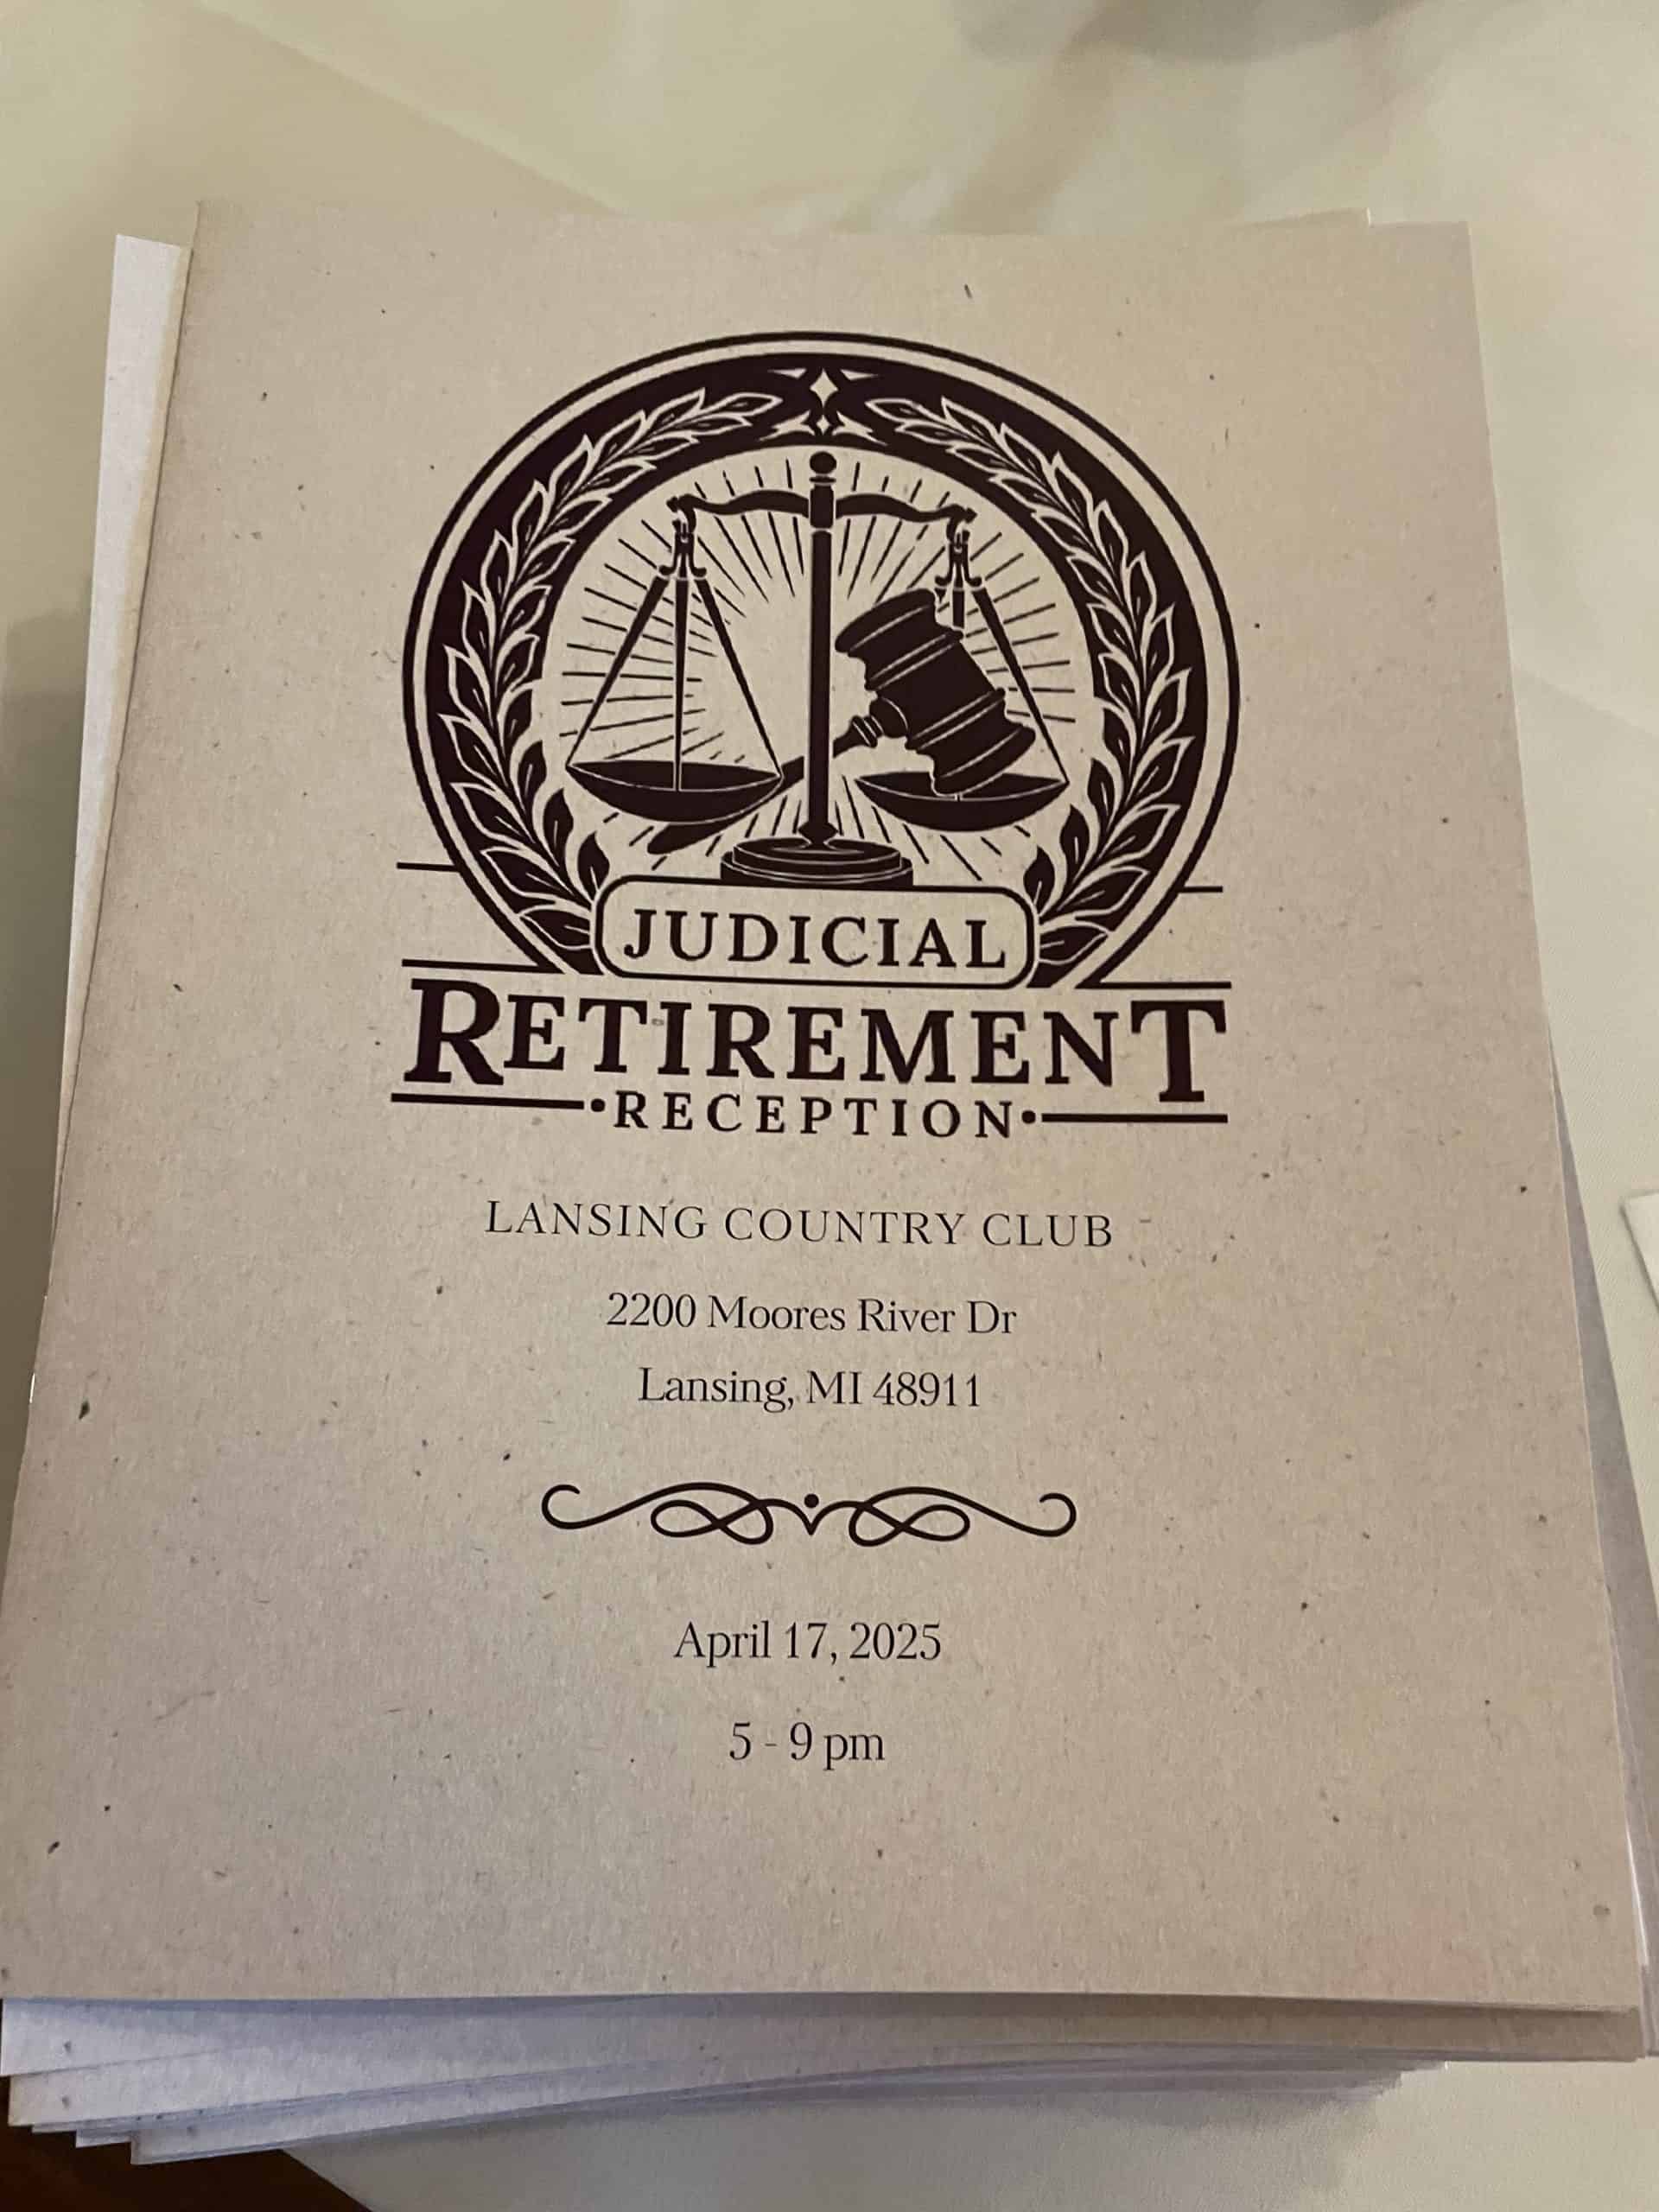 JUDICIAL
RETIREMENT
•RECEPTION•
LANSING COUNTRY CLUB
2200 Moores River Dr
Lansing, MI 48911
April 17, 2025
5 - 9 pm